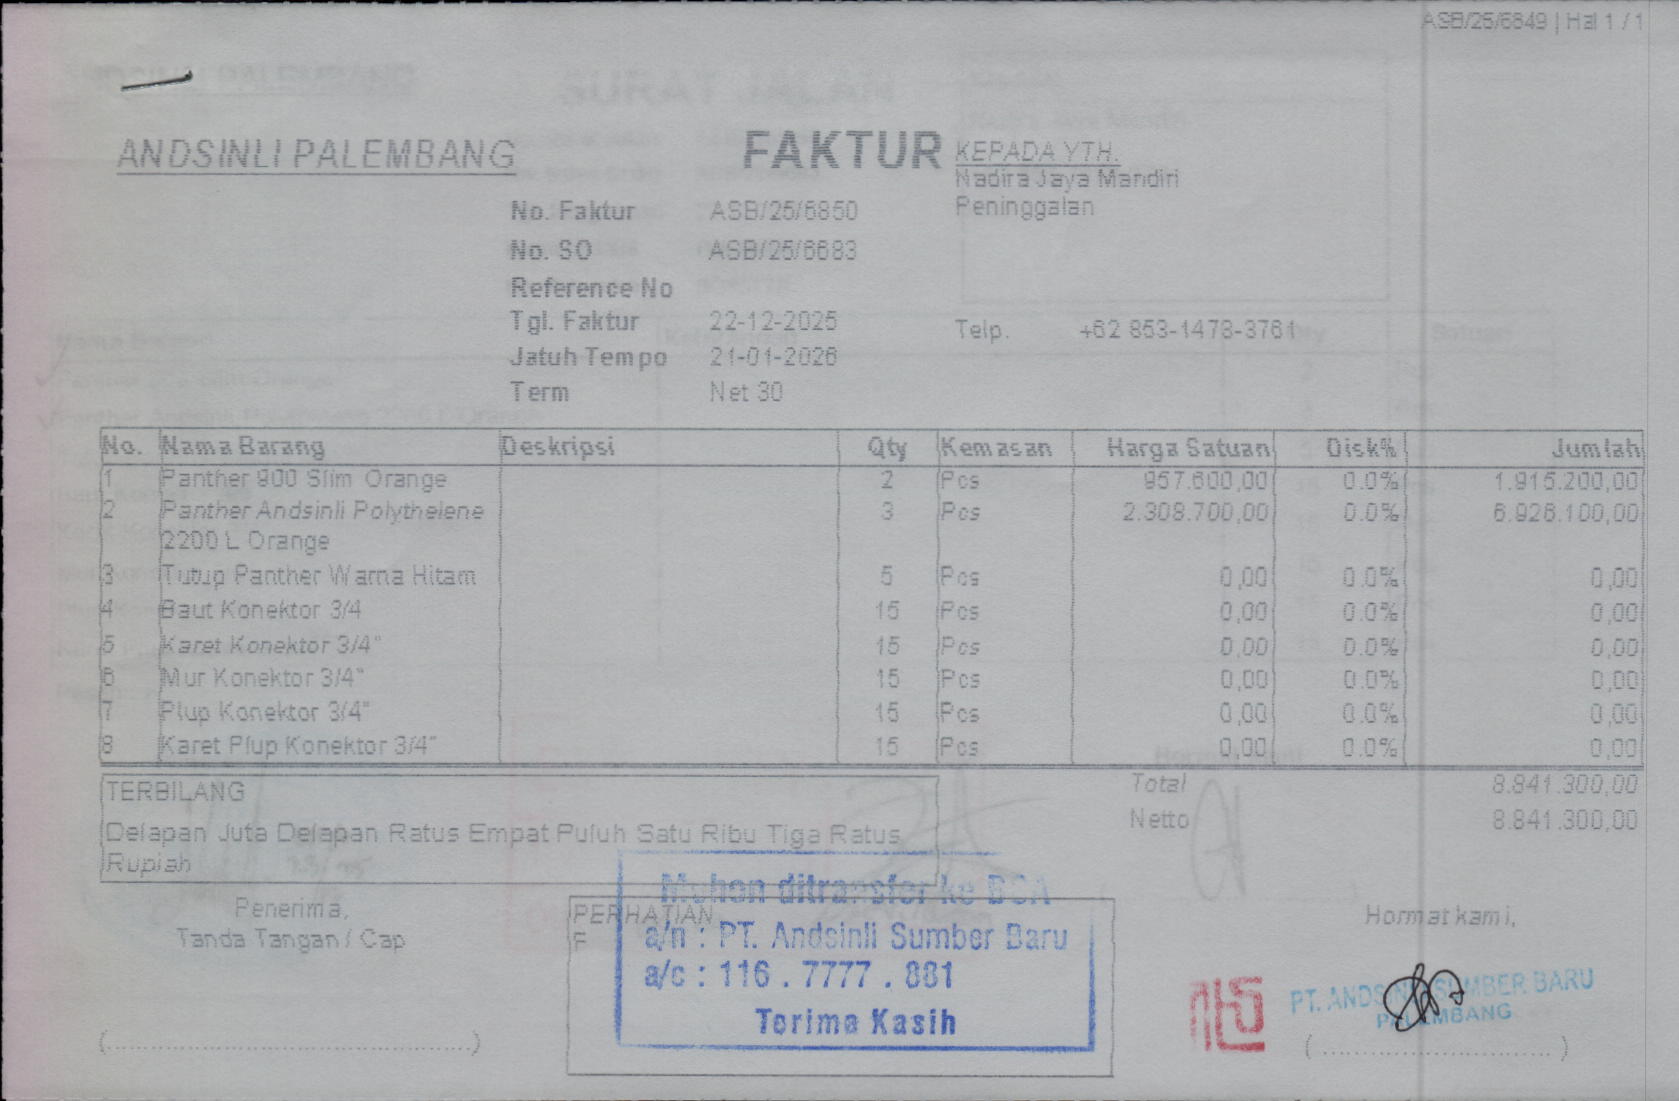 ASB/25/6849 | Hal 1 / 1
ANDSINLI PALEMBANG
FAKTUR
KEPADA YTH.
Nadira Jaya Mandiri
Peninggalan
No. Faktur ASB/25/6850
No. SO ASB/25/6683
Reference No
Tgl. Faktur 22-12-2025
Telp. +62 853-1473-3761
Jatuh Tempo 21-01-2026
Term Net 30
No. Nama Barang Deskripsi Qty Kemasan Harga Satuan Disk% Jumlah
1 Panther 900 Slim Orange 2 Pcs 957.600,00 0.0% 1.915.200,00
2 Panther Andsinli Polythelene 3 Pcs 2.308.700,00 0.0% 6.926.100,00
2200 L Orange
3 Tutup Panther Warna Hitam 5 Pcs 0,00 0.0% 0,00
4 Baut Konektor 3/4 15 Pcs 0,00 0.0% 0,00
5 Karet Konektor 3/4" 15 Pcs 0,00 0.0% 0,00
6 Mur Konektor 3/4" 15 Pcs 0,00 0.0% 0,00
7 Plup Konektor 3/4" 15 Pcs 0,00 0.0% 0,00
8 Karet Plup Konektor 3/4" 15 Pcs 0,00 0.0% 0,00
TERBILANG
Delapan Juta Delapan Ratus Empat Puluh Satu Ribu Tiga Ratus
Rupiah
Total 8.841.300,00
Netto 8.841.300,00
Penerima,
Tanda Tangan / Cap
PERHATIAN
F
Mohon ditransfer ke BCA
a/n : PT. Andsinli Sumber Baru
a/c : 116 . 7777 . 881
Terima Kasih
Hormat kami,
PT. ANDSINLI SUMBER BARU
PALEMBANG